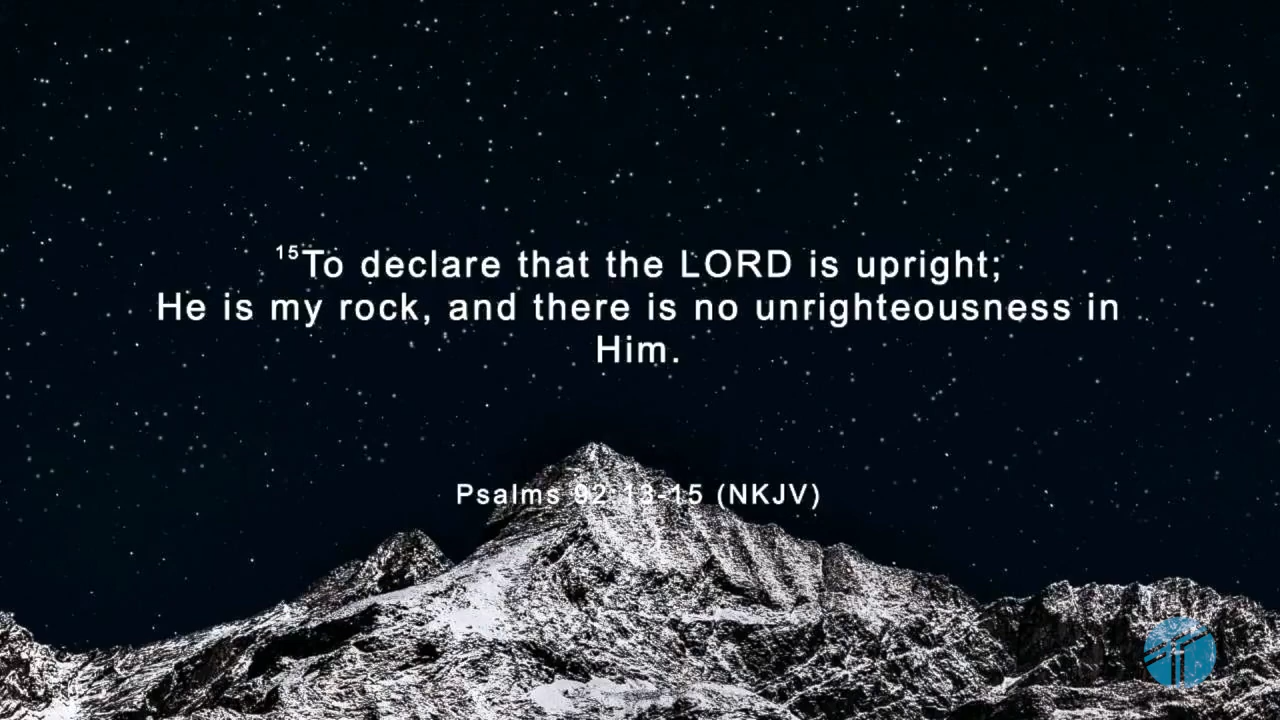 15To declare that the LORD is upright;
He is my rock, and there is no unrighteousness in
Him.
Psalms 92:13-15 (NKJV)